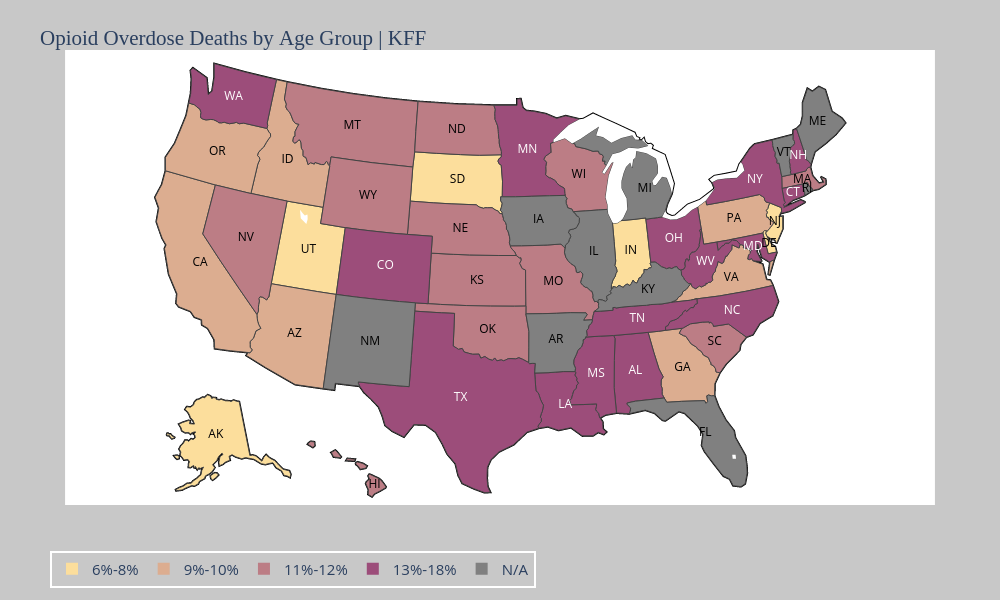 Opioid Overdose Deaths by Age Group | KFF
WA
ME
MT
ND
MN
VT
NH
OR
ID
WI
NY
MA
SD
MI
CT
RI
WY
PA
NJ
NE
IA
NV
UT
OH
MD
DE
IL
IN
CA
CO
WV
KS
MO
VA
KY
NC
TN
AZ
OK
NM
AR
SC
MS
AL
GA
TX
LA
AK
FL
HI
6%-8% 9%-10% 11%-12% 13%-18% N/A